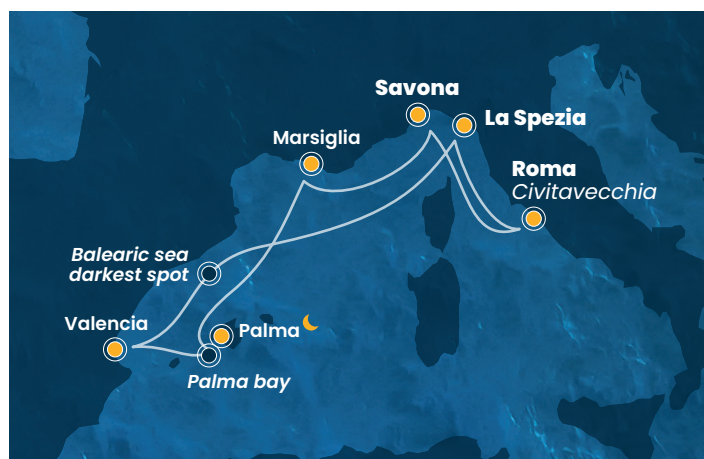 Savona
La Spezia
Marsiglia
Roma
Civitavecchia
Balearic sea
darkest spot
Valencia
Palma
Palma bay